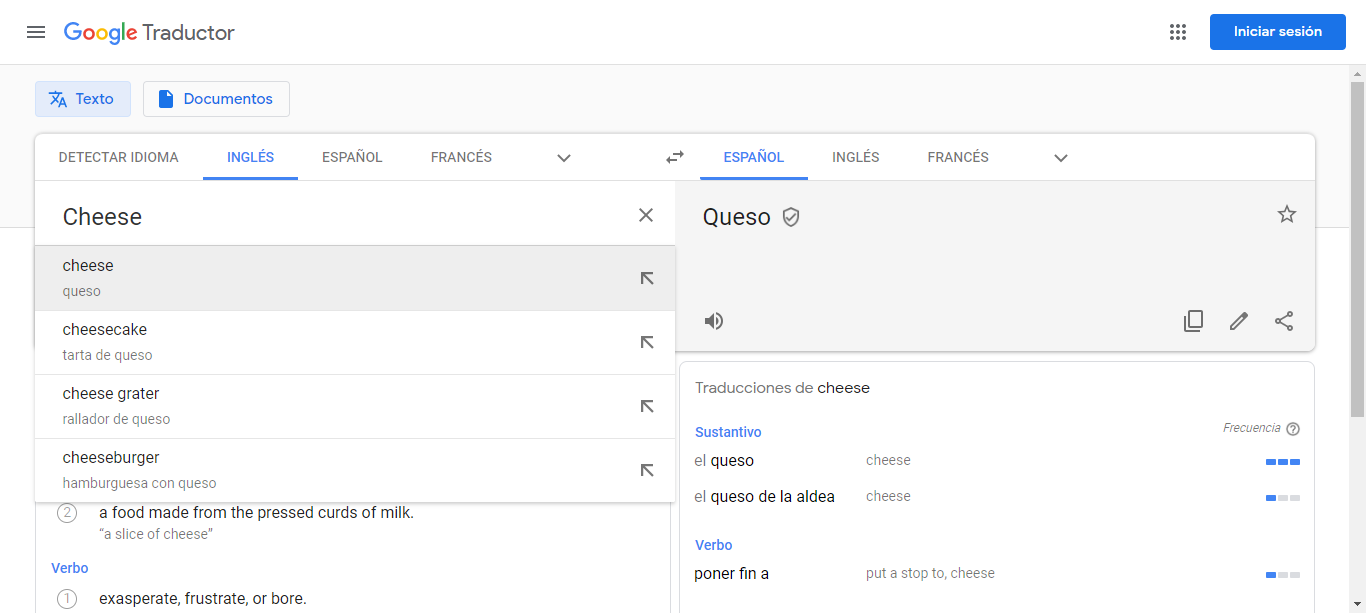 Google Traductor
Iniciar sesión
Texto
Documentos
DETECTAR IDIOMA INGLÉS ESPAÑOL FRANCÉS
ESPAÑOL INGLÉS FRANCÉS
Cheese
Queso
cheese
queso
cheesecake
tarta de queso
cheese grater
rallador de queso
cheeseburger
hamburguesa con queso
2 a food made from the pressed curds of milk.
“a slice of cheese”
Verbo
1 exasperate, frustrate, or bore.
Traducciones de cheese
Sustantivo Frecuencia
el queso cheese
el queso de la aldea cheese
Verbo
poner fin a put a stop to, cheese